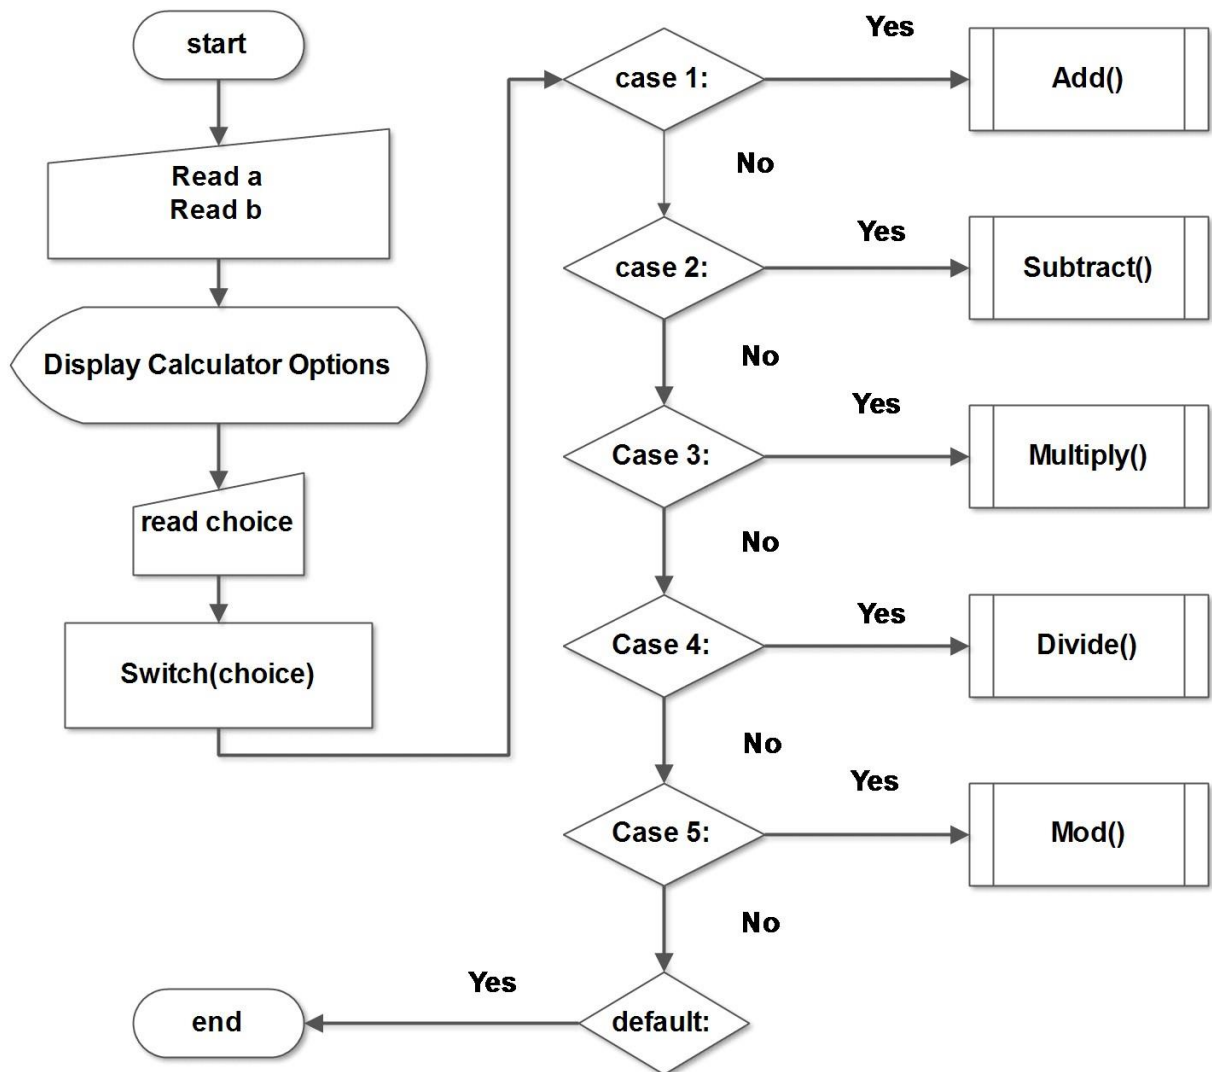 start
Read a
Read b
Display Calculator Options
read choice
Switch(choice)
case 1:
Yes
Add()
No
case 2:
Yes
Subtract()
No
Case 3:
Yes
Multiply()
No
Case 4:
Yes
Divide()
No
Case 5:
Yes
Mod()
No
default:
Yes
end